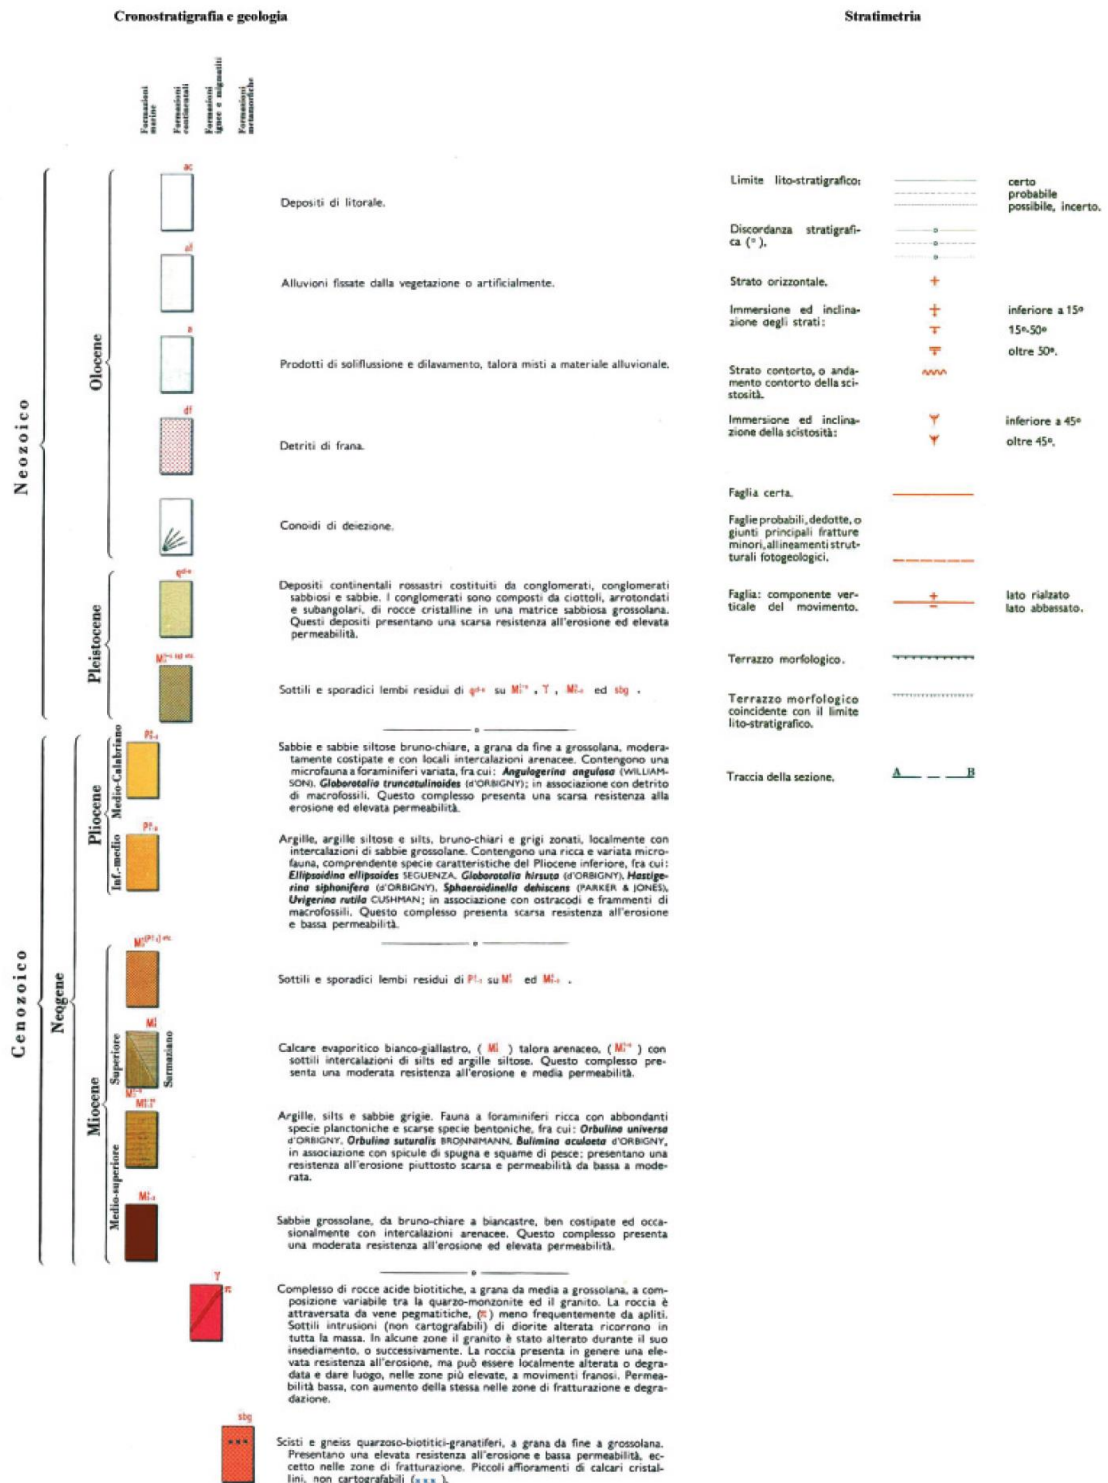 Cronostratigrafia e geologia
Stratimetria
Formazioni
marine
Formazioni
continentali
Formazioni
ignee e migmatiti
Formazioni
metamorfiche
Neozoico
Olocene
Pleistocene
Cenozoico
Neogene
Pliocene
Medio-Calabriano
Inf.-medio
Miocene
Superiore
Sarmaziano
Medio-superiore
ac
Depositi di litorale.
af
Alluvioni fissate dalla vegetazione o artificialmente.
a
Prodotti di soliflussione e dilavamento, talora misti a materiale alluvionale.
df
Detriti di frana.
Conoidi di deiezione.
Depositi continentali rossastri costituiti da conglomerati, conglomerati
sabbiosi e sabbie. I conglomerati sono composti da ciottoli, arrotondati
e subangolari, di rocce cristalline in una matrice sabbiosa grossolana.
Questi depositi presentano una scarsa resistenza all'erosione ed elevata
permeabilità.
Sottili e sporadici lembi residui di su , γ , ed sbg .
Sabbie e sabbie siltose bruno-chiare, a grana da fine a grossolana, modera-
tamente costipate e con locali intercalazioni arenacee. Contengono una
microfauna a foraminiferi variata, fra cui: Angulogerina angulosa (WILLIAM-
SON), Globorotalia truncatulinoides (d'ORBIGNY); in associazione con detrito
di macrofossili. Questo complesso presenta una scarsa resistenza alla
erosione ed elevata permeabilità.
Argille, argille siltose e silts, bruno-chiari e grigi zonati, localmente con
intercalazioni di sabbie grossolane. Contengono una ricca e variata micro-
fauna, comprendente specie caratteristiche del Pliocene inferiore, fra cui:
Ellipsoidina ellipsoides SEGUENZA, Globorotalia hirsuta (d'ORBIGNY), Hastige-
rina siphonifera (d'ORBIGNY), Sphaeroidinella dehiscens (PARKER & JONES),
Uvigerina rutila CUSHMAN; in associazione con ostracodi e frammenti di
macrofossili. Questo complesso presenta scarsa resistenza all'erosione
e bassa permeabilità.
Sottili e sporadici lembi residui di su ed .
Calcare evaporitico bianco-giallastro, ( ) talora arenaceo, ( ) con
sottili intercalazioni di silts ed argille siltose. Questo complesso pre-
senta una moderata resistenza all'erosione e media permeabilità.
Argille, silts e sabbie grigie. Fauna a foraminiferi ricca con abbondanti
specie planctoniche e scarse specie bentoniche, fra cui: Orbulina universa
d'ORBIGNY, Orbulina suturalis BRONNIMANN, Bulimina aculaeta d'ORBIGNY,
in associazione con spicule di spugna e squame di pesce; presentano una
resistenza all'erosione piuttosto scarsa e permeabilità da bassa a mode-
rata.
Sabbie grossolane, da bruno-chiare a biancastre, ben costipate ed occa-
sionalmente con intercalazioni arenacee. Questo complesso presenta
una moderata resistenza all'erosione ed elevata permeabilità.
γ
π
Complesso di rocce acide biotitiche, a grana da media a grossolana, a com-
posizione variabile tra la quarzo-monzonite ed il granito. La roccia è
attraversata da vene pegmatitiche, (π) meno frequentemente da apliti.
Sottili intrusioni (non cartografabili) di diorite alterata ricorrono in
tutta la massa. In alcune zone il granito è stato alterato durante il suo
insediamento, o successivamente. La roccia presenta in genere una ele-
vata resistenza all'erosione, ma può essere localmente alterata o degra-
data e dare luogo, nelle zone più elevate, a movimenti franosi. Permea-
bilità bassa, con aumento della stessa nelle zone di fratturazione e degra-
dazione.
sbg
Scisti e gneiss quarzoso-biotitici-granatiferi, a grana da fine a grossolana.
Presentano una elevata resistenza all'erosione e bassa permeabilità, ec-
cetto nelle zone di fratturazione. Piccoli affioramenti di calcari cristal-
lini, non cartografabili (×××).
Limite lito-stratigrafico:
certo
probabile
possibile, incerto.
Discordanza stratigrafi-
ca (°).
Strato orizzontale.
Immersione ed inclina-
zione degli strati:
inferiore a 15°
15°-50°
oltre 50°.
Strato contorto, o anda-
mento contorto della sci-
stosità.
Immersione ed inclina-
zione della scistosità:
inferiore a 45°
oltre 45°.
Faglia certa.
Faglie probabili, dedotte, o
giunti principali fratture
minori, allineamenti strut-
turali fotogeologici.
Faglia: componente ver-
ticale del movimento.
+
−
lato rialzato
lato abbassato.
Terrazzo morfologico.
Terrazzo morfologico
coincidente con il limite
lito-stratigrafico.
Traccia della sezione.
A B